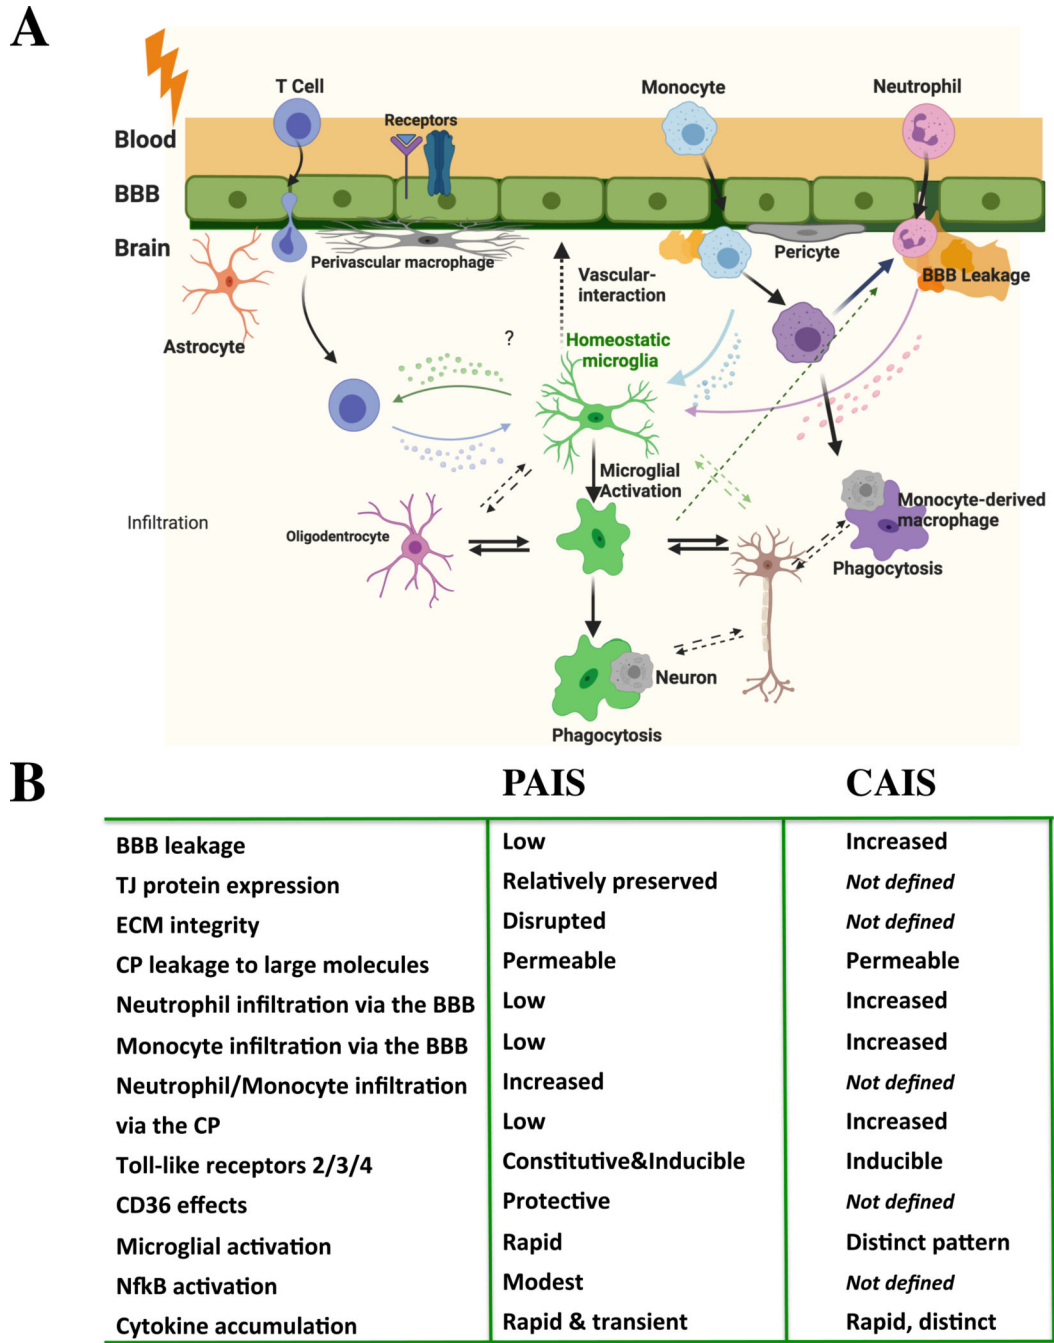 A
T Cell
Monocyte
Neutrophil
Receptors
Blood
BBB
Brain
Perivascular macrophage
Pericyte
BBB Leakage
Vascular-
interaction
Astrocyte
?
Homeostatic
microglia
Microglial
Activation
Infiltration
Oligodentrocyte
Monocyte-derived
macrophage
Phagocytosis
Neuron
Phagocytosis
B
PAIS CAIS
BBB leakage Low Increased
TJ protein expression Relatively preserved Not defined
ECM integrity Disrupted Not defined
CP leakage to large molecules Permeable Permeable
Neutrophil infiltration via the BBB Low Increased
Monocyte infiltration via the BBB Low Increased
Neutrophil/Monocyte infiltration Increased Not defined
via the CP Low Increased
Toll-like receptors 2/3/4 Constitutive&Inducible Inducible
CD36 effects Protective Not defined
Microglial activation Rapid Distinct pattern
NfkB activation Modest Not defined
Cytokine accumulation Rapid & transient Rapid, distinct